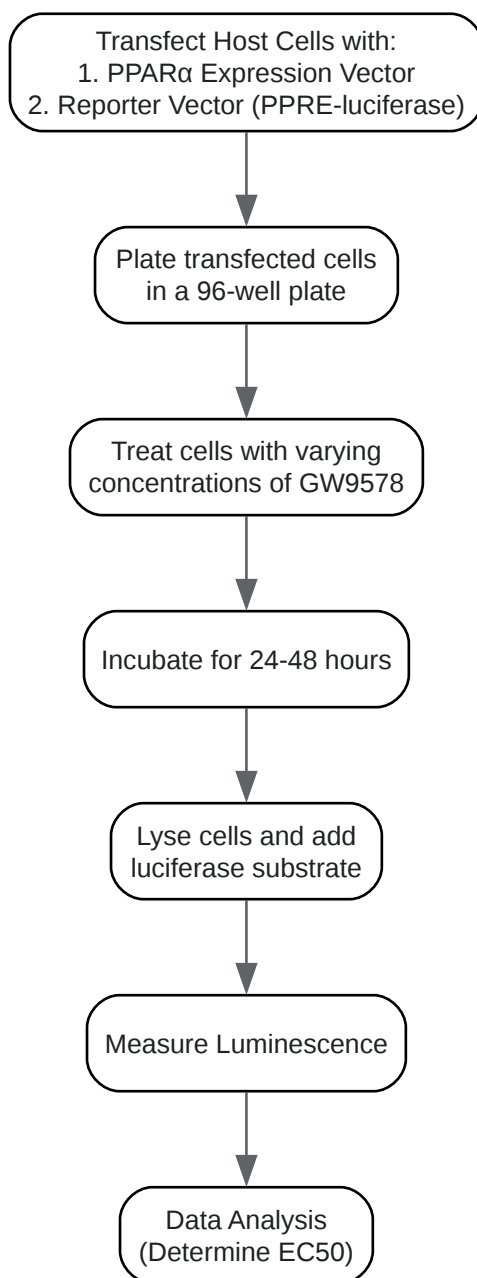 Transfect Host Cells with:
1. PPARα Expression Vector
2. Reporter Vector (PPRE-luciferase)
Plate transfected cells
in a 96-well plate
Treat cells with varying
concentrations of GW9578
Incubate for 24-48 hours
Lyse cells and add
luciferase substrate
Measure Luminescence
Data Analysis
(Determine EC50)